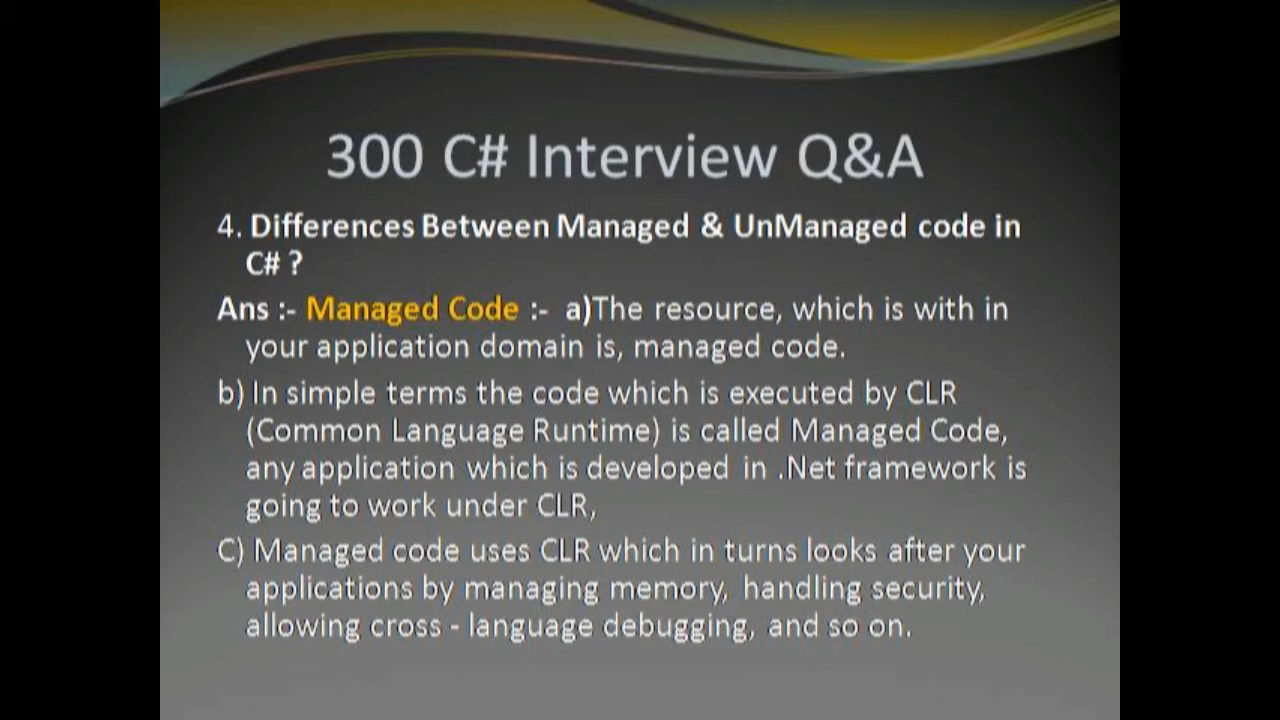 300 C# Interview Q&A
4. Differences Between Managed & UnManaged code in
C# ?
Ans :- Managed Code :- a)The resource, which is with in
your application domain is, managed code.
b) In simple terms the code which is executed by CLR
(Common Language Runtime) is called Managed Code,
any application which is developed in .Net framework is
going to work under CLR,
C) Managed code uses CLR which in turns looks after your
applications by managing memory, handling security,
allowing cross - language debugging, and so on.